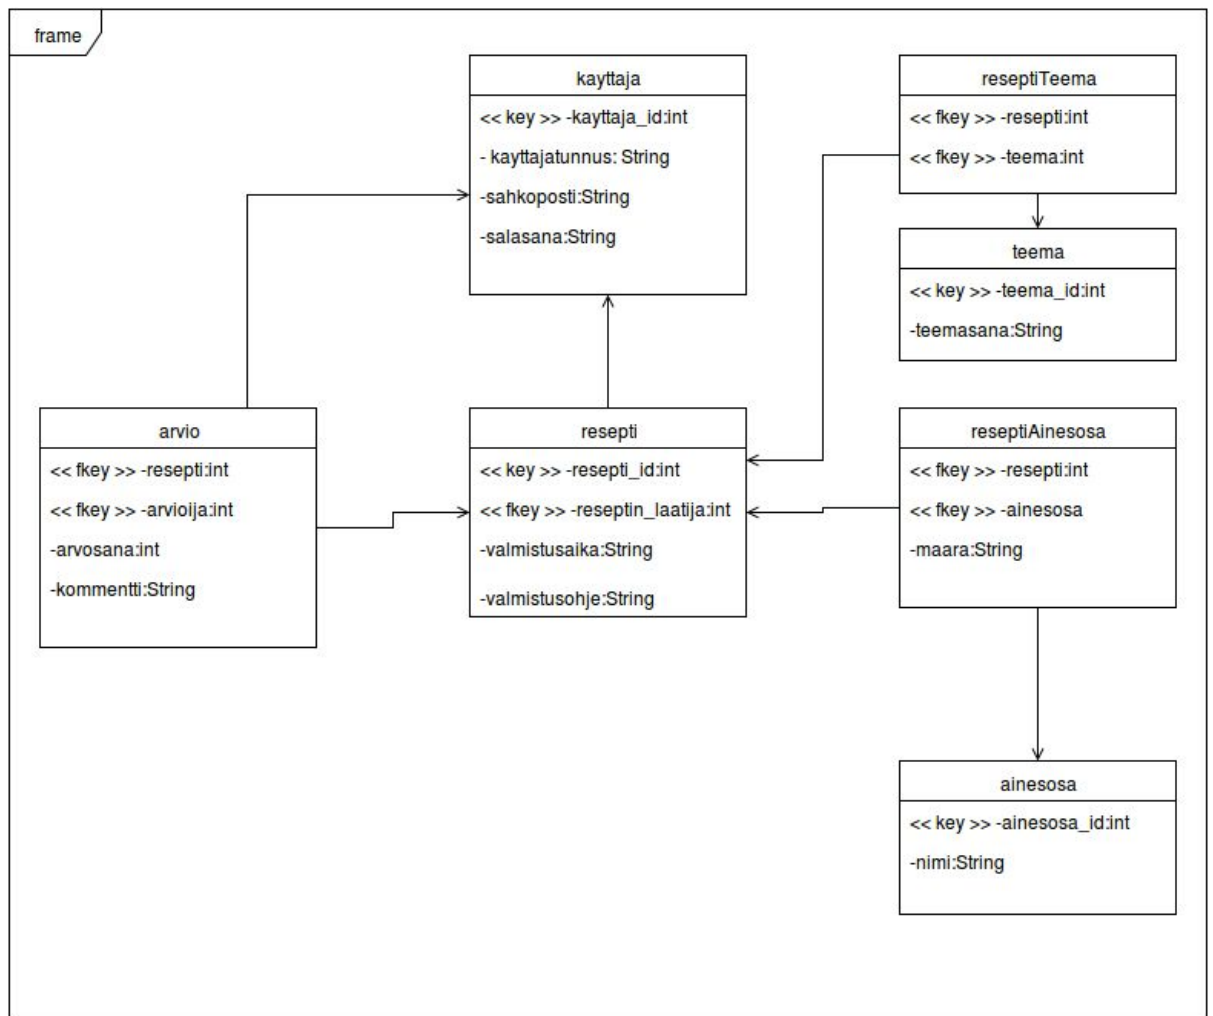 frame
kayttaja
<< key >> -kayttaja_id:int
- kayttajatunnus: String
-sahkoposti:String
-salasana:String
reseptiTeema
<< fkey >> -resepti:int
<< fkey >> -teema:int
teema
<< key >> -teema_id:int
-teemasana:String
arvio
<< fkey >> -resepti:int
<< fkey >> -arvioija:int
-arvosana:int
-kommentti:String
resepti
<< key >> -resepti_id:int
<< fkey >> -reseptin_laatija:int
-valmistusaika:String
-valmistusohje:String
reseptiAinesosa
<< fkey >> -resepti:int
<< fkey >> -ainesosa
-maara:String
ainesosa
<< key >> -ainesosa_id:int
-nimi:String